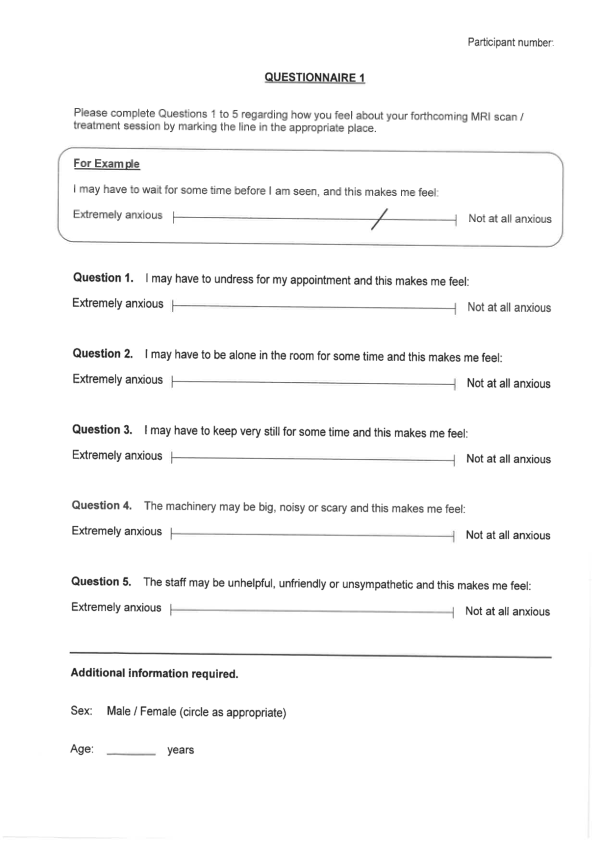 Participant number:
QUESTIONNAIRE 1
Please complete Questions 1 to 5 regarding how you feel about your forthcoming MRI scan /
treatment session by marking the line in the appropriate place.
For Example
I may have to wait for some time before I am seen, and this makes me feel:
Extremely anxious Not at all anxious
Question 1. I may have to undress for my appointment and this makes me feel:
Extremely anxious Not at all anxious
Question 2. I may have to be alone in the room for some time and this makes me feel:
Extremely anxious Not at all anxious
Question 3. I may have to keep very still for some time and this makes me feel:
Extremely anxious Not at all anxious
Question 4. The machinery may be big, noisy or scary and this makes me feel:
Extremely anxious Not at all anxious
Question 5. The staff may be unhelpful, unfriendly or unsympathetic and this makes me feel:
Extremely anxious Not at all anxious
Additional information required.
Sex: Male / Female (circle as appropriate)
Age: ________ years